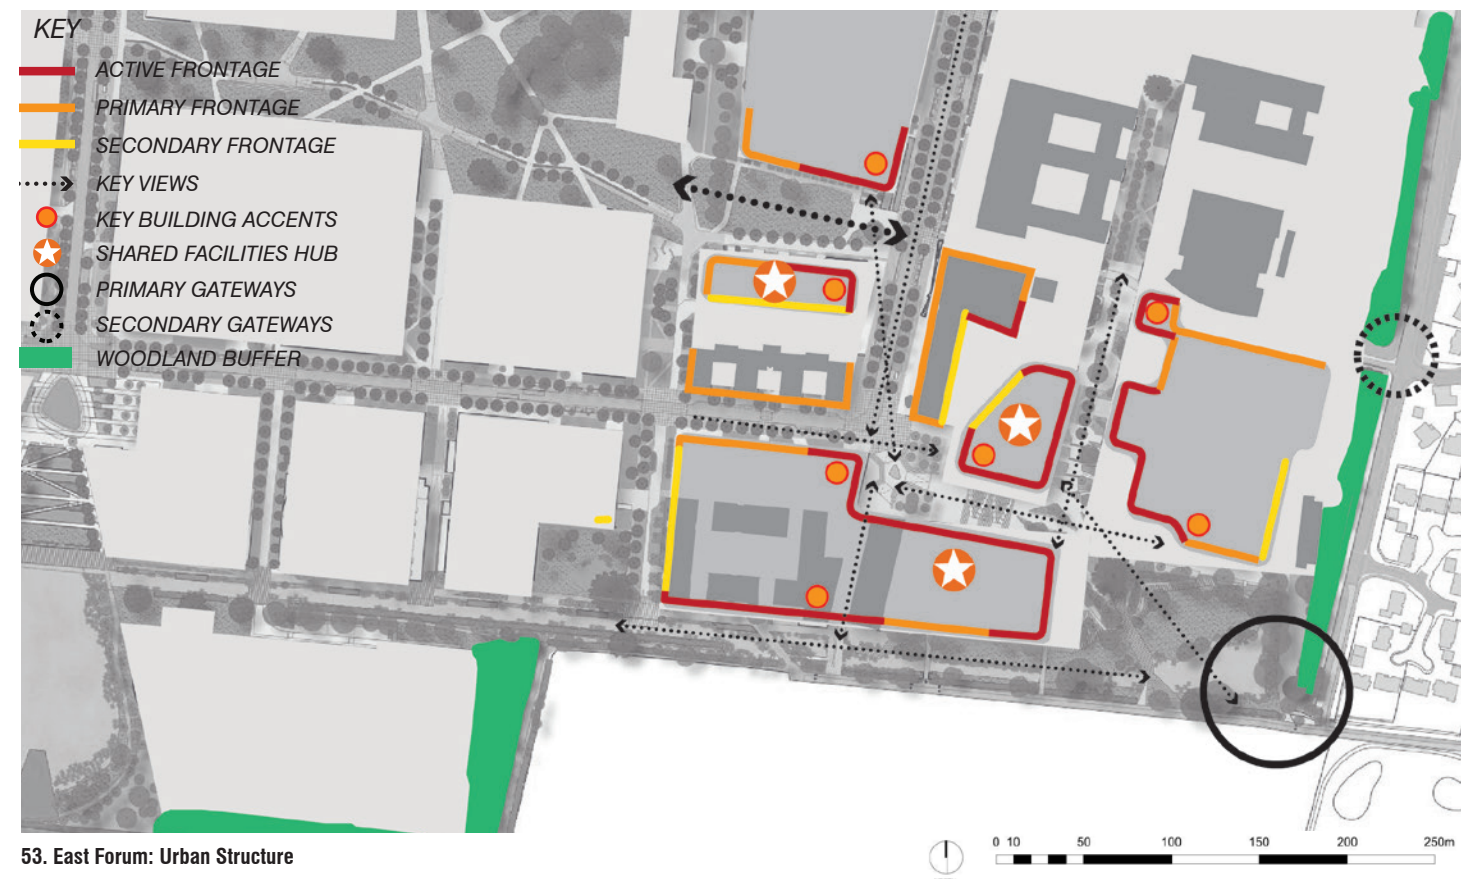 KEY
ACTIVE FRONTAGE
PRIMARY FRONTAGE
SECONDARY FRONTAGE
KEY VIEWS
KEY BUILDING ACCENTS
SHARED FACILITIES HUB
PRIMARY GATEWAYS
SECONDARY GATEWAYS
WOODLAND BUFFER
53. East Forum: Urban Structure
0 10 50 100 150 200 250m